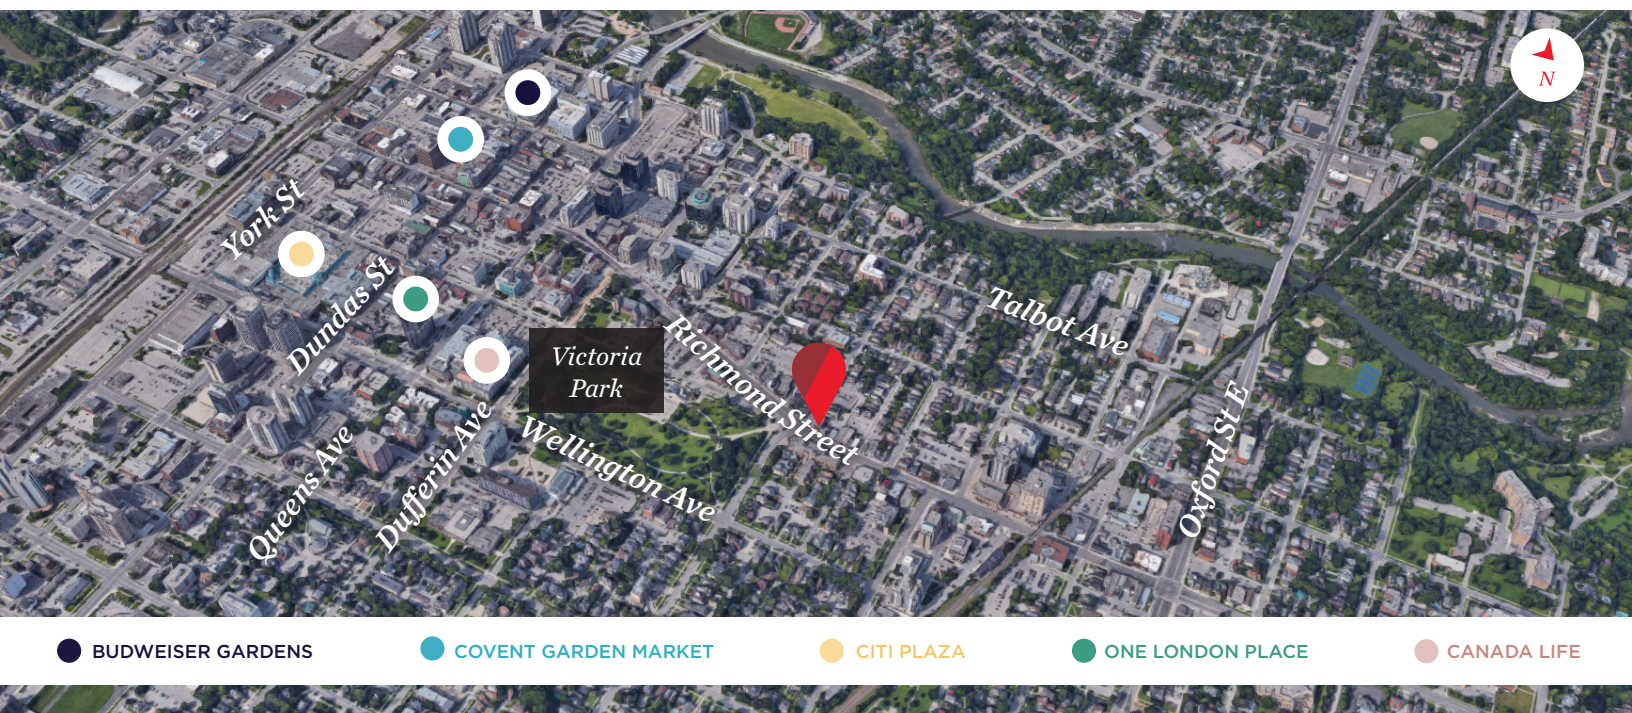 N
York St
Dundas St
Victoria
Park
Richmond Street
Talbot Ave
Wellington Ave
Queens Ave
Dufferin Ave
Oxford St E
BUDWEISER GARDENS
COVENT GARDEN MARKET
CITI PLAZA
ONE LONDON PLACE
CANADA LIFE